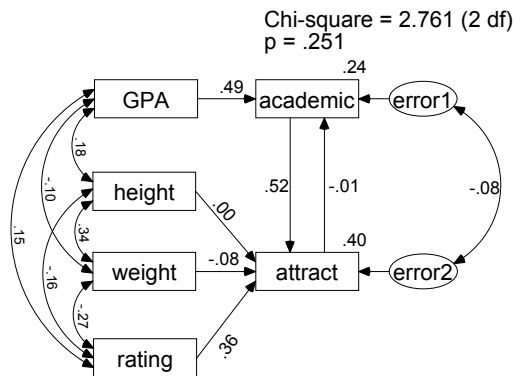 Chi-square = 2.761 (2 df)
p = .251
.24
GPA
.49
academic
error1
.18
-.10
.15
.52
-.01
-.08
height
.00
.34
-.16
.40
weight
-.08
attract
error2
-.27
.36
rating